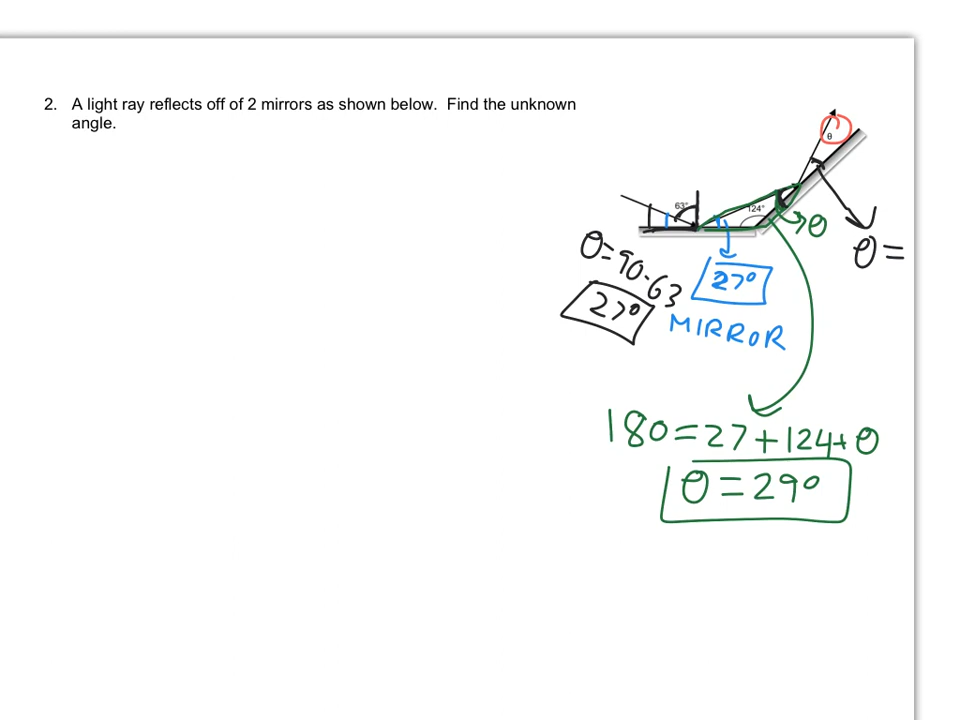 2. A light ray reflects off of 2 mirrors as shown below. Find the unknown
angle.
θ
63°
124°
θ
θ=
θ=90-63
27°
27°
MIRROR
180=27+124+θ
θ=29°